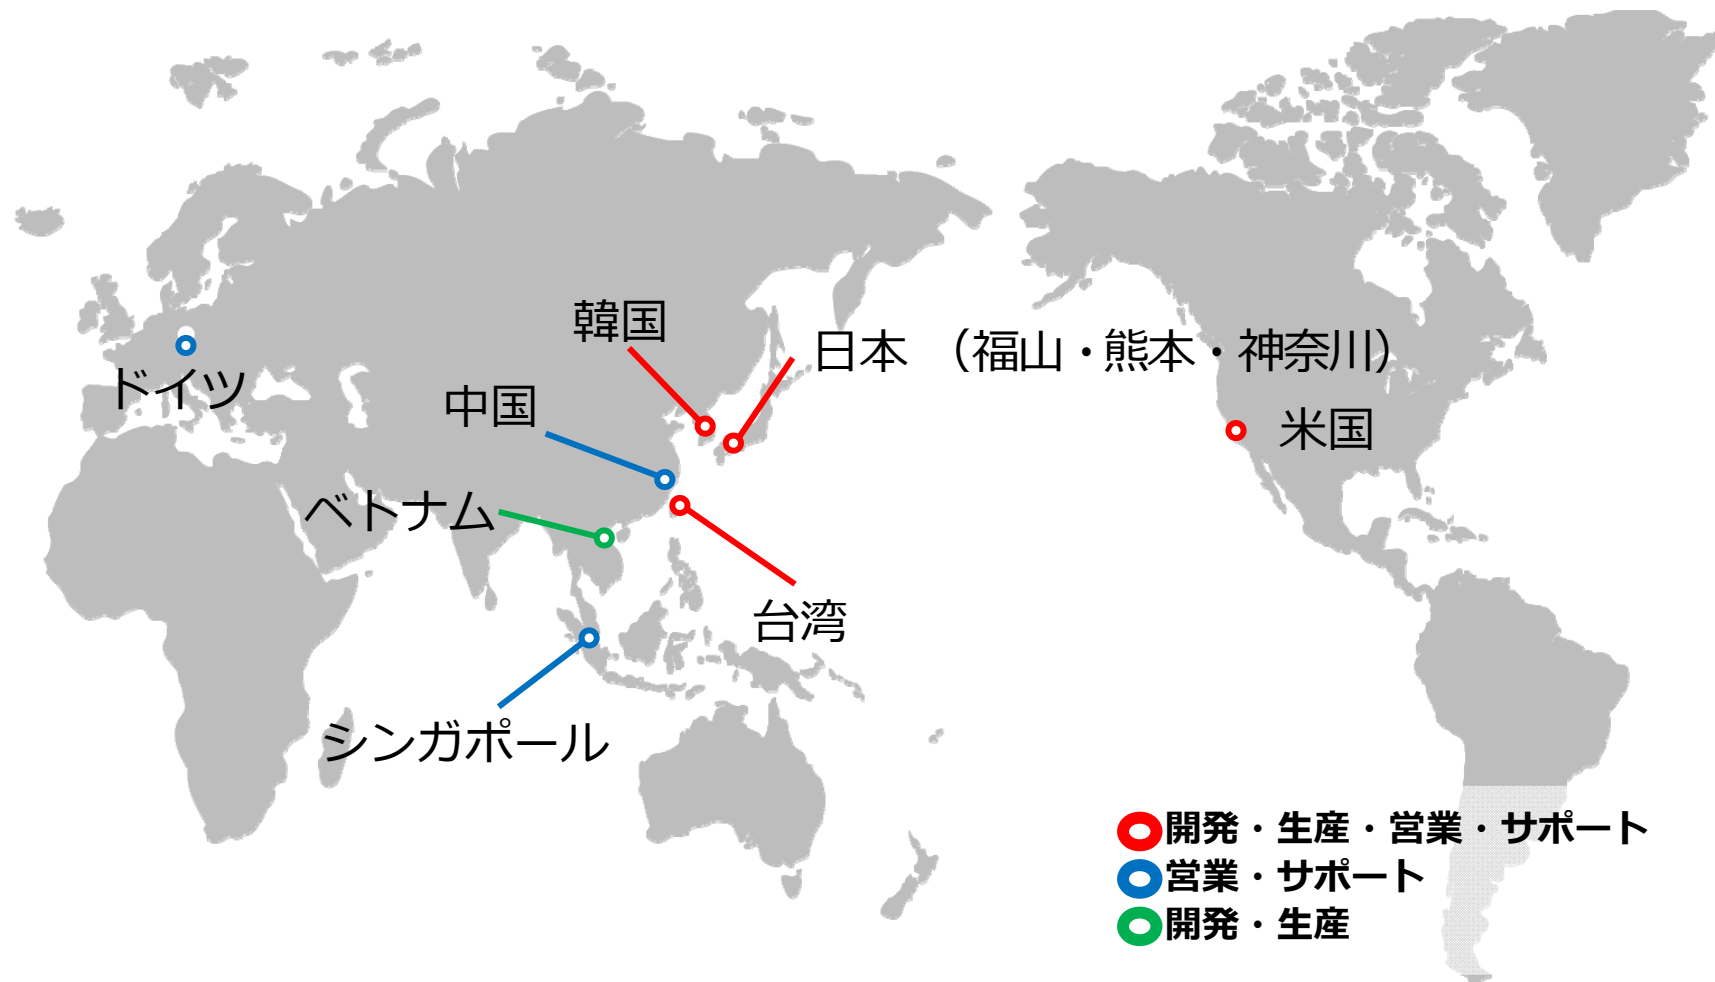 韓国
日本 （福山・熊本・神奈川）
ドイツ
中国
米国
ベトナム
台湾
シンガポール
開発・生産・営業・サポート
営業・サポート
開発・生産